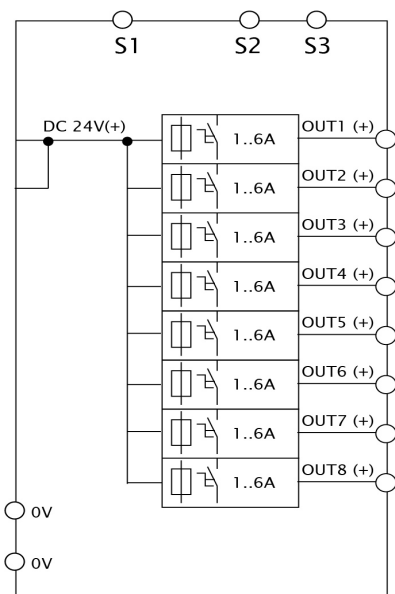 S1 S2 S3
DC 24V(+)
1..6A OUT1 (+)
1..6A OUT2 (+)
1..6A OUT3 (+)
1..6A OUT4 (+)
1..6A OUT5 (+)
1..6A OUT6 (+)
1..6A OUT7 (+)
1..6A OUT8 (+)
0V
0V